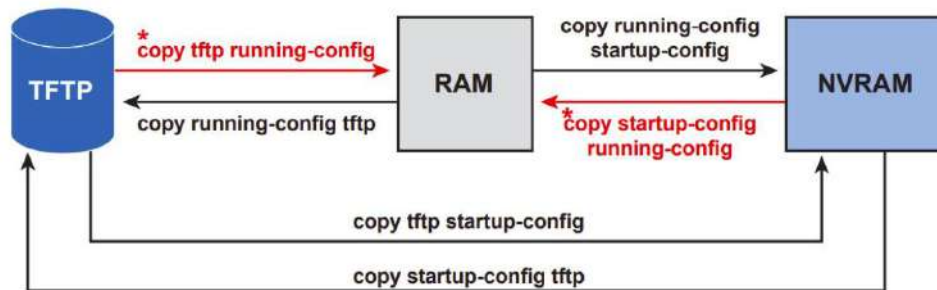 *
copy tftp running-config
copy running-config
startup-config
TFTP
RAM
NVRAM
copy running-config tftp
*
copy startup-config
running-config
copy tftp startup-config
copy startup-config tftp